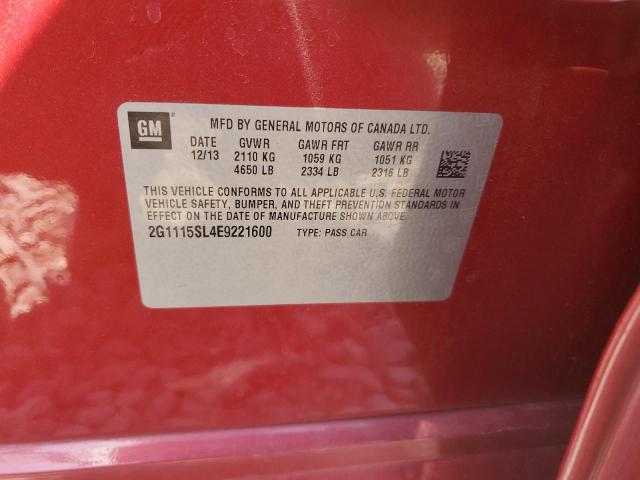 GM
MFD BY GENERAL MOTORS OF CANADA LTD.
DATE GVWR GAWR FRT GAWR RR
12/13 2110 KG 1059 KG 1051 KG
4650 LB 2334 LB 2316 LB
THIS VEHICLE CONFORMS TO ALL APPLICABLE U.S. FEDERAL MOTOR
VEHICLE SAFETY, BUMPER, AND THEFT PREVENTION STANDARDS IN
EFFECT ON THE DATE OF MANUFACTURE SHOWN ABOVE.
2G1115SL4E9221600 TYPE: PASS CAR